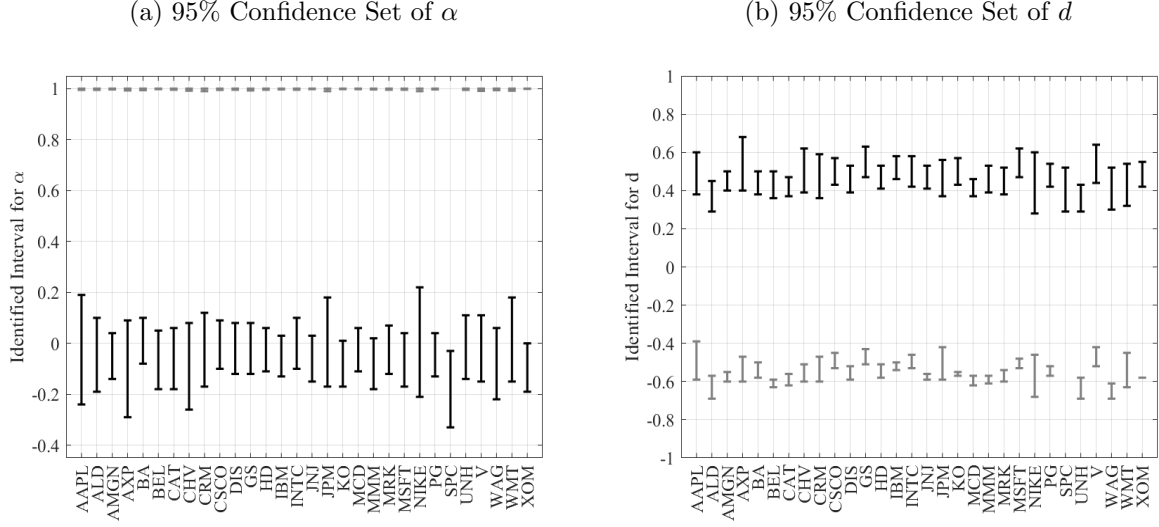 (a) 95% Confidence Set of α
Identified Interval for α
1
0.8
0.6
0.4
0.2
0
-0.2
-0.4
AAPL
ALD
AMGN
AXP
BA
BEL
CAT
CHV
CRM
CSCO
DIS
GS
HD
IBM
INTC
JNJ
JPM
KO
MCD
MMM
MRK
MSFT
NIKE
PG
SPC
UNH
V
WAG
WMT
XOM
(b) 95% Confidence Set of d
Identified Interval for d
1
0.8
0.6
0.4
0.2
0
-0.2
-0.4
-0.6
-0.8
-1
AAPL
ALD
AMGN
AXP
BA
BEL
CAT
CHV
CRM
CSCO
DIS
GS
HD
IBM
INTC
JNJ
JPM
KO
MCD
MMM
MRK
MSFT
NIKE
PG
SPC
UNH
V
WAG
WMT
XOM